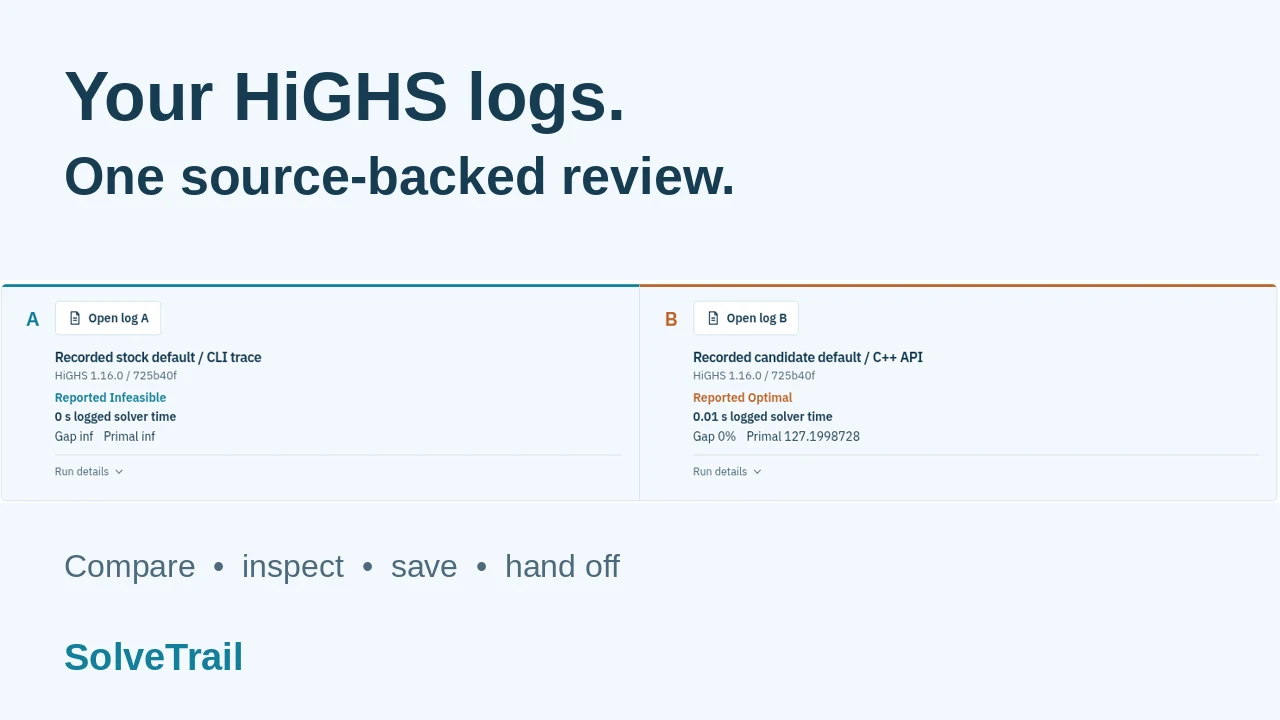 Your HiGHS logs.
One source-backed review.
A
Open log A
Recorded stock default / CLI trace
HiGHS 1.16.0 / 725b40f
Reported Infeasible
0 s logged solver time
Gap inf Primal inf
Run details
B
Open log B
Recorded candidate default / C++ API
HiGHS 1.16.0 / 725b40f
Reported Optimal
0.01 s logged solver time
Gap 0% Primal 127.1998728
Run details
Compare • inspect • save • hand off
SolveTrail